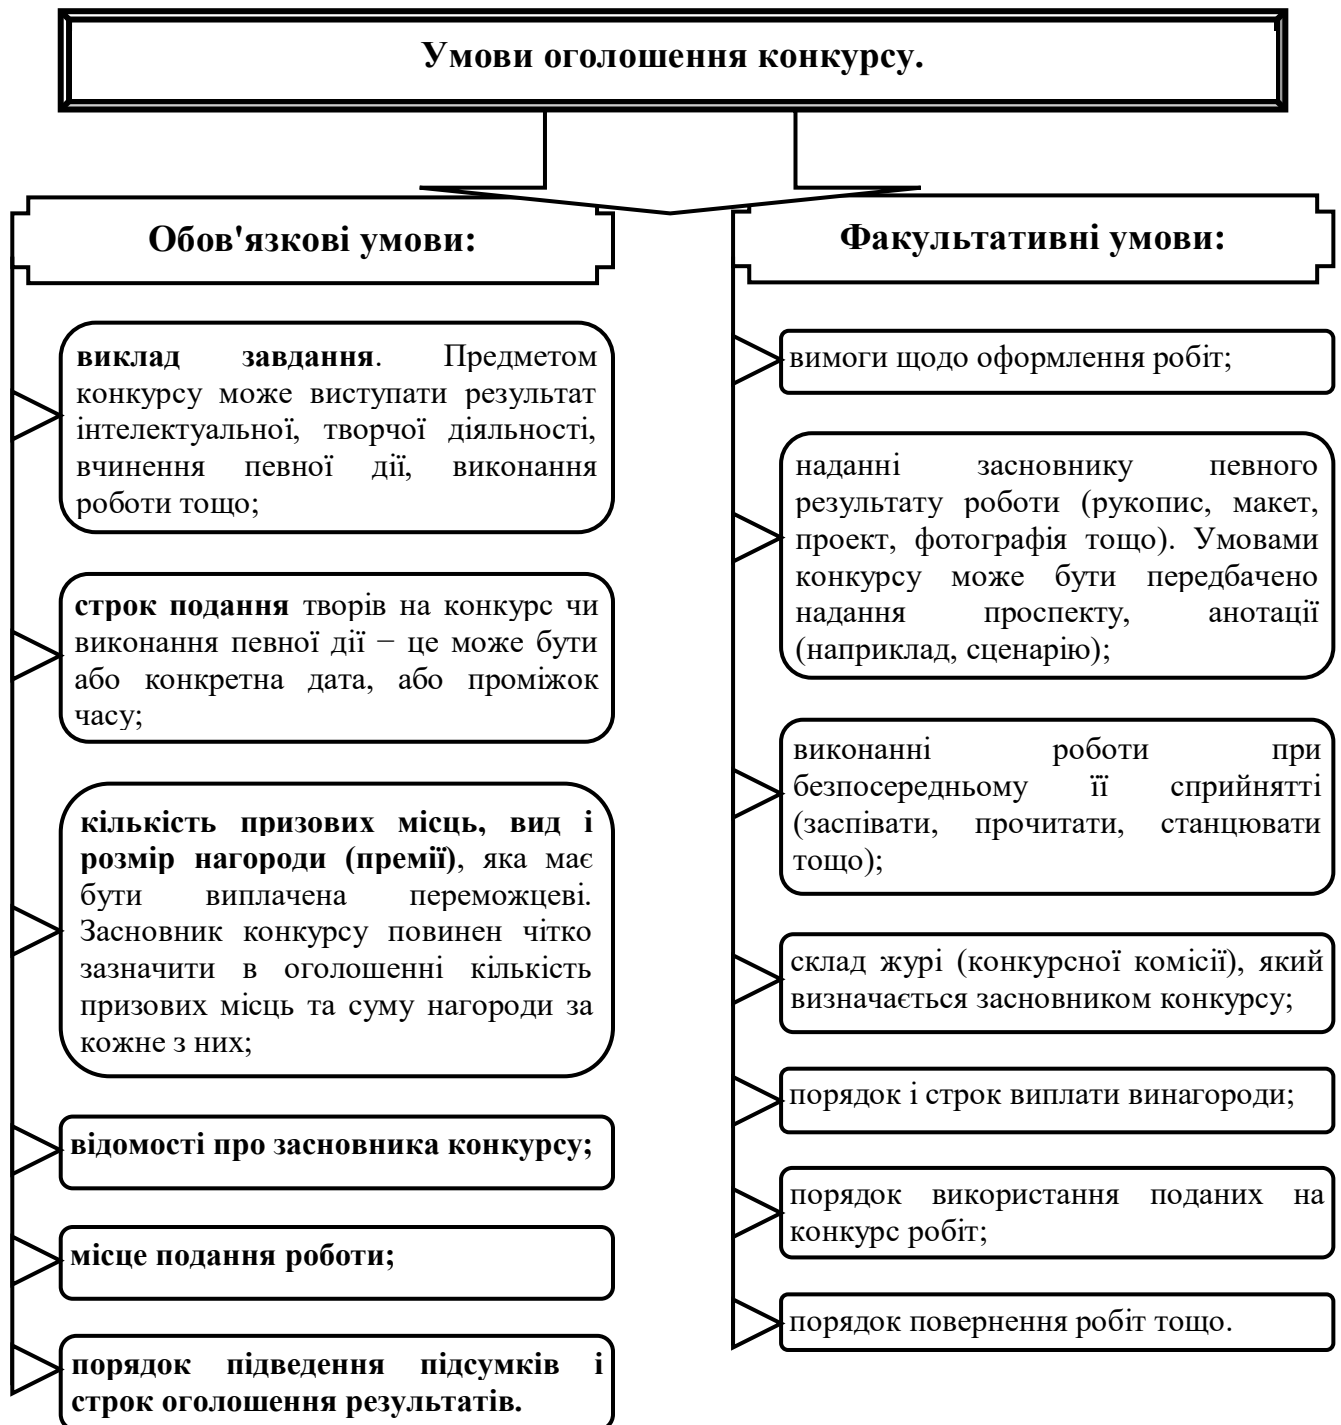 Умови оголошення конкурсу.
Обов'язкові умови:
виклад завдання. Предметом
конкурсу може виступати результат
інтелектуальної, творчої діяльності,
вчинення певної дії, виконання
роботи тощо;
строк подання творів на конкурс чи
виконання певної дії − це може бути
або конкретна дата, або проміжок
часу;
кількість призових місць, вид і
розмір нагороди (премії), яка має
бути виплачена переможцеві.
Засновник конкурсу повинен чітко
зазначити в оголошенні кількість
призових місць та суму нагороди за
кожне з них;
відомості про засновника конкурсу;
місце подання роботи;
порядок підведення підсумків і
строк оголошення результатів.
Факультативні умови:
вимоги щодо оформлення робіт;
наданні засновнику певного
результату роботи (рукопис, макет,
проект, фотографія тощо). Умовами
конкурсу може бути передбачено
надання проспекту, анотації
(наприклад, сценарію);
виконанні роботи при
безпосередньому її сприйнятті
(заспівати, прочитати, станцювати
тощо);
склад журі (конкурсної комісії), який
визначається засновником конкурсу;
порядок і строк виплати винагороди;
порядок використання поданих на
конкурс робіт;
порядок повернення робіт тощо.